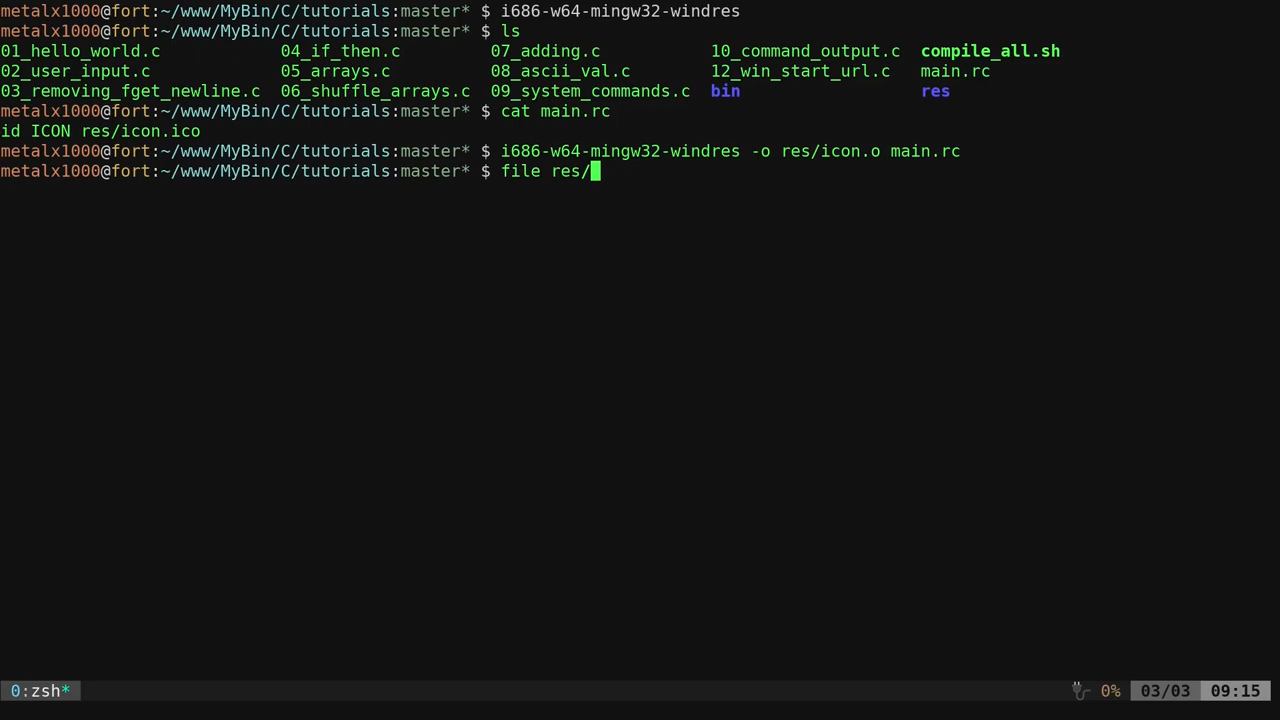 metalx1000@fort:~/www/MyBin/C/tutorials:master* $ i686-w64-mingw32-windres
metalx1000@fort:~/www/MyBin/C/tutorials:master* $ ls
01_hello_world.c 04_if_then.c 07_adding.c 10_command_output.c compile_all.sh
02_user_input.c 05_arrays.c 08_ascii_val.c 12_win_start_url.c main.rc
03_removing_fget_newline.c 06_shuffle_arrays.c 09_system_commands.c bin res
metalx1000@fort:~/www/MyBin/C/tutorials:master* $ cat main.rc
id ICON res/icon.ico
metalx1000@fort:~/www/MyBin/C/tutorials:master* $ i686-w64-mingw32-windres -o res/icon.o main.rc
metalx1000@fort:~/www/MyBin/C/tutorials:master* $ file res/
0:zsh* 0% 03/03 09:15